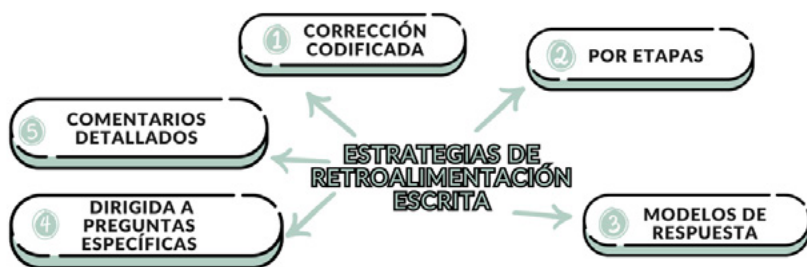 1 CORRECCIÓN
CODIFICADA
2 POR ETAPAS
5 COMENTARIOS
DETALLADOS
ESTRATEGIAS DE
RETROALIMENTACIÓN
ESCRITA
4 DIRIGIDA A
PREGUNTAS
ESPECÍFICAS
3 MODELOS DE
RESPUESTA